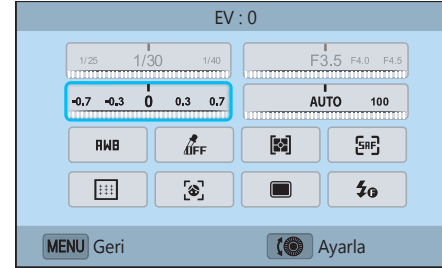 EV : 0
1/25 1/30 1/40 F3.5 F4.0 F4.5
-0.7 -0.3 0 0.3 0.7 AUTO 100
AWB OFF SAF
MENU Geri Ayarla